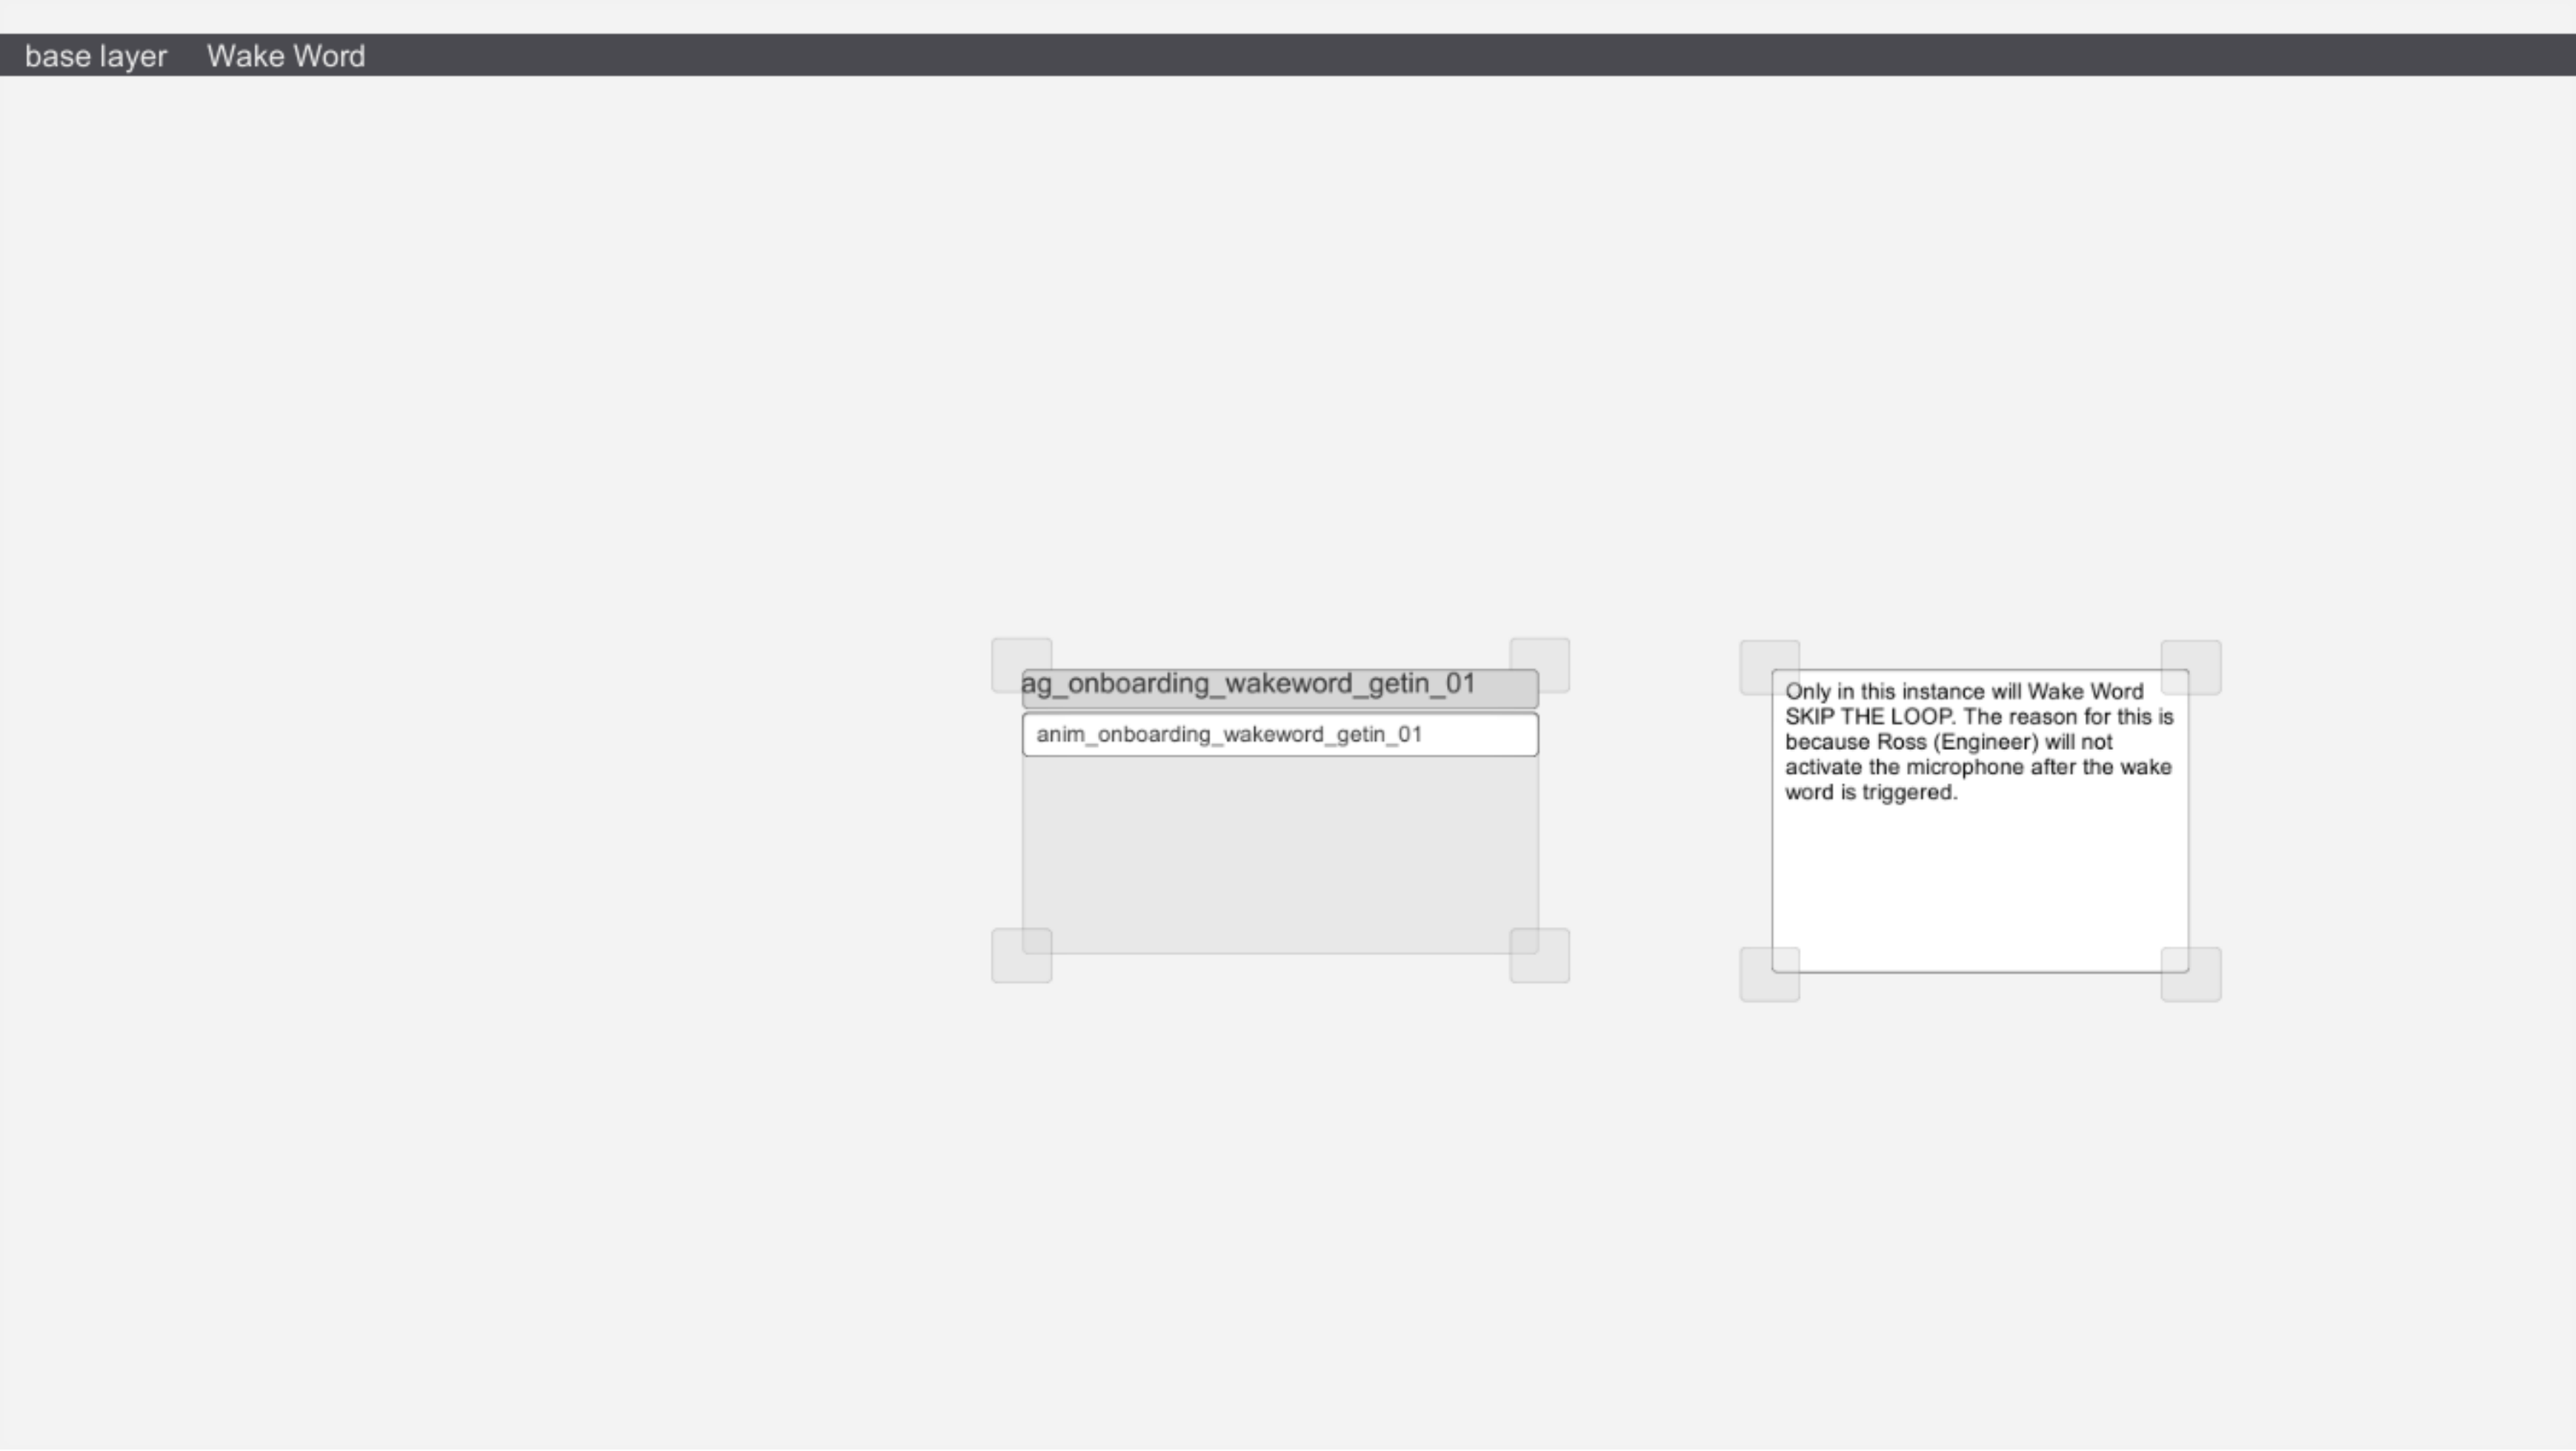 base layer Wake Word
ag_onboarding_wakeword_getin_01
anim_onboarding_wakeword_getin_01
Only in this instance will Wake Word
SKIP THE LOOP. The reason for this is
because Ross (Engineer) will not
activate the microphone after the wake
word is triggered.